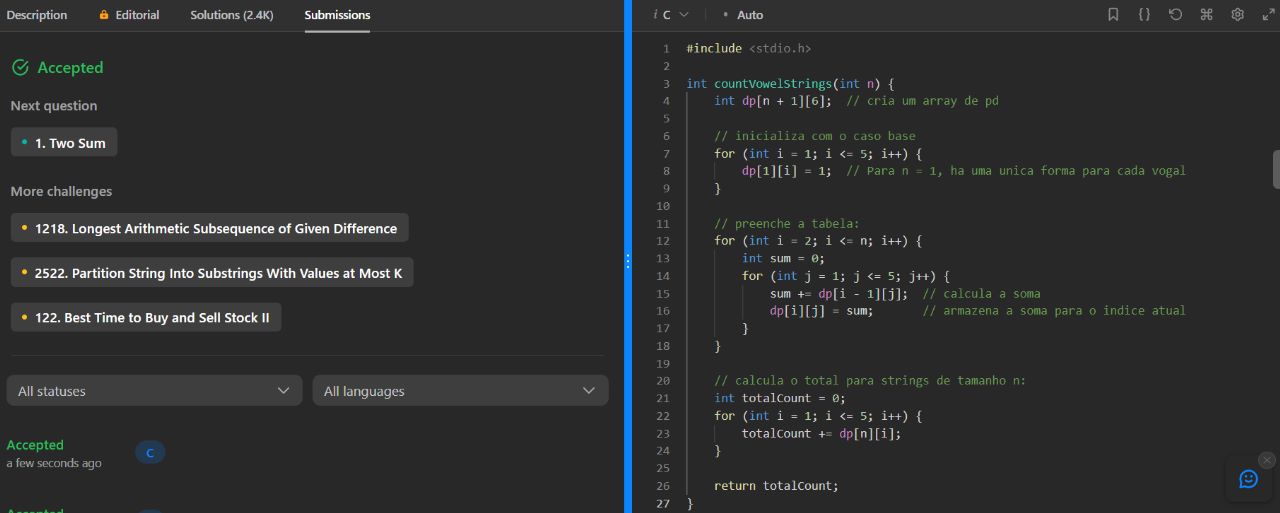 Description Editorial Solutions (2.4K) Submissions
Accepted
Next question
1. Two Sum
More challenges
1218. Longest Arithmetic Subsequence of Given Difference
2522. Partition String Into Substrings With Values at Most K
122. Best Time to Buy and Sell Stock II
All statuses All languages
Accepted
a few seconds ago
C
i C Auto
1 #include <stdio.h>
2
3 int countVowelStrings(int n) {
4 int dp[n + 1][6]; // cria um array de pd
5
6 // inicializa com o caso base
7 for (int i = 1; i <= 5; i++) {
8 dp[1][i] = 1; // Para n = 1, ha uma unica forma para cada vogal
9 }
10
11 // preenche a tabela:
12 for (int i = 2; i <= n; i++) {
13 int sum = 0;
14 for (int j = 1; j <= 5; j++) {
15 sum += dp[i - 1][j]; // calcula a soma
16 dp[i][j] = sum; // armazena a soma para o indice atual
17 }
18 }
19
20 // calcula o total para strings de tamanho n:
21 int totalCount = 0;
22 for (int i = 1; i <= 5; i++) {
23 totalCount += dp[n][i];
24 }
25
26 return totalCount;
27 }